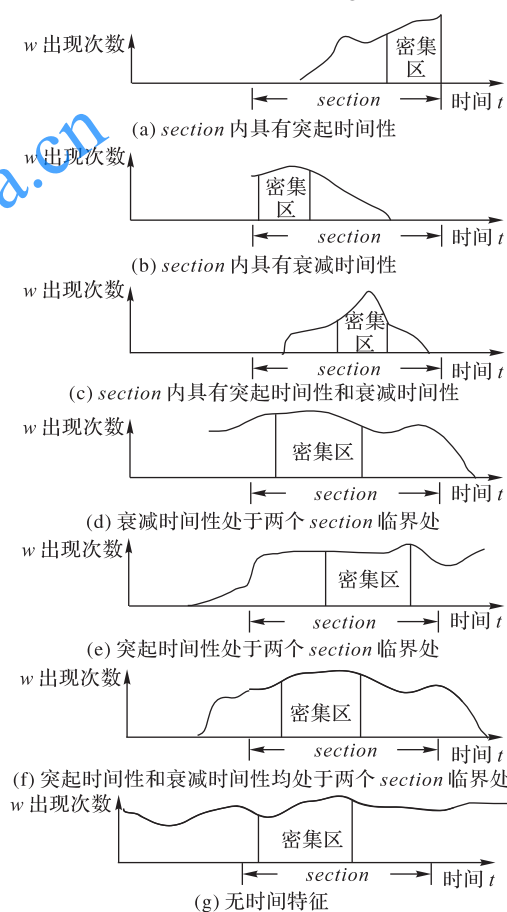 w 出现次数
密集
区
section
时间 t
(a) section 内具有突起时间性
a.cn
w 出现次数
密集
区
section
时间 t
(b) section 内具有衰减时间性
w 出现次数
密集
区
section
时间 t
(c) section 内具有突起时间性和衰减时间性
w 出现次数
密集区
section
时间 t
(d) 衰减时间性处于两个 section 临界处
w 出现次数
密集区
section
时间 t
(e) 突起时间性处于两个 section 临界处
w 出现次数
密集区
section
时间 t
(f) 突起时间性和衰减时间性均处于两个 section 临界处
w 出现次数
密集区
section
时间 t
(g) 无时间特征